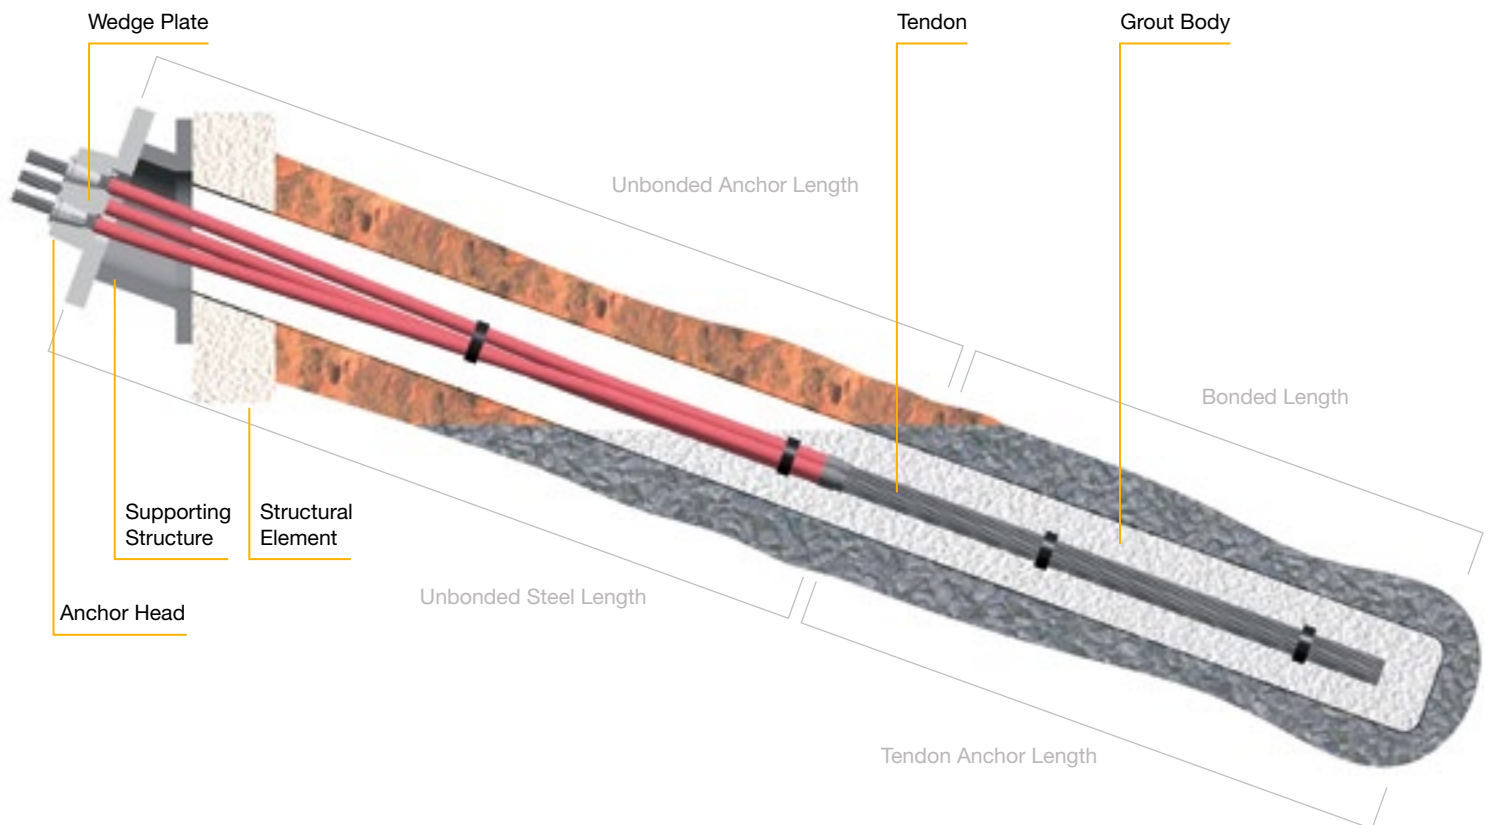 Wedge Plate
Tendon
Grout Body
Unbonded Anchor Length
Bonded Length
Supporting
Structure
Structural
Element
Unbonded Steel Length
Anchor Head
Tendon Anchor Length